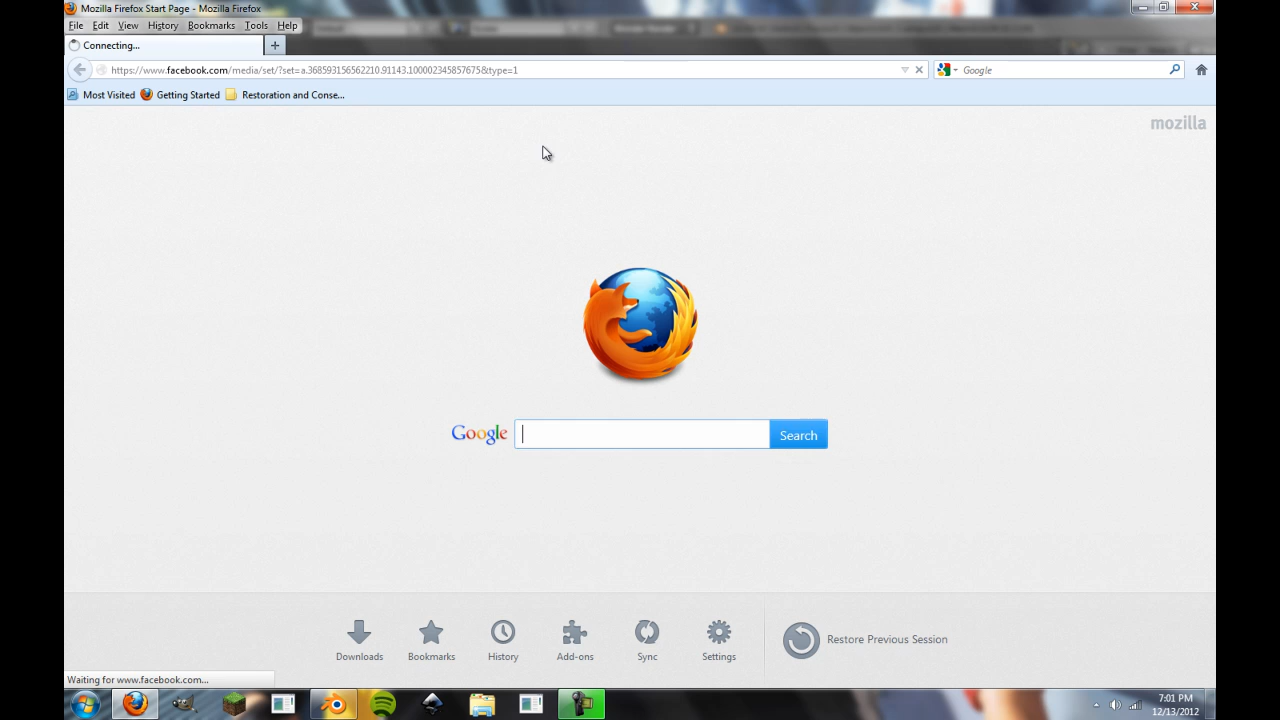 Mozilla Firefox Start Page - Mozilla Firefox
File Edit View History Bookmarks Tools Help
Connecting...
https://www.facebook.com/media/set/?set=a.368593156562210.91143.100002345857675&type=1
Google
Most Visited Getting Started Restoration and Conse...
mozilla
Google Search
Downloads Bookmarks History Add-ons Sync Settings Restore Previous Session
Waiting for www.facebook.com...
7:01 PM
12/13/2012